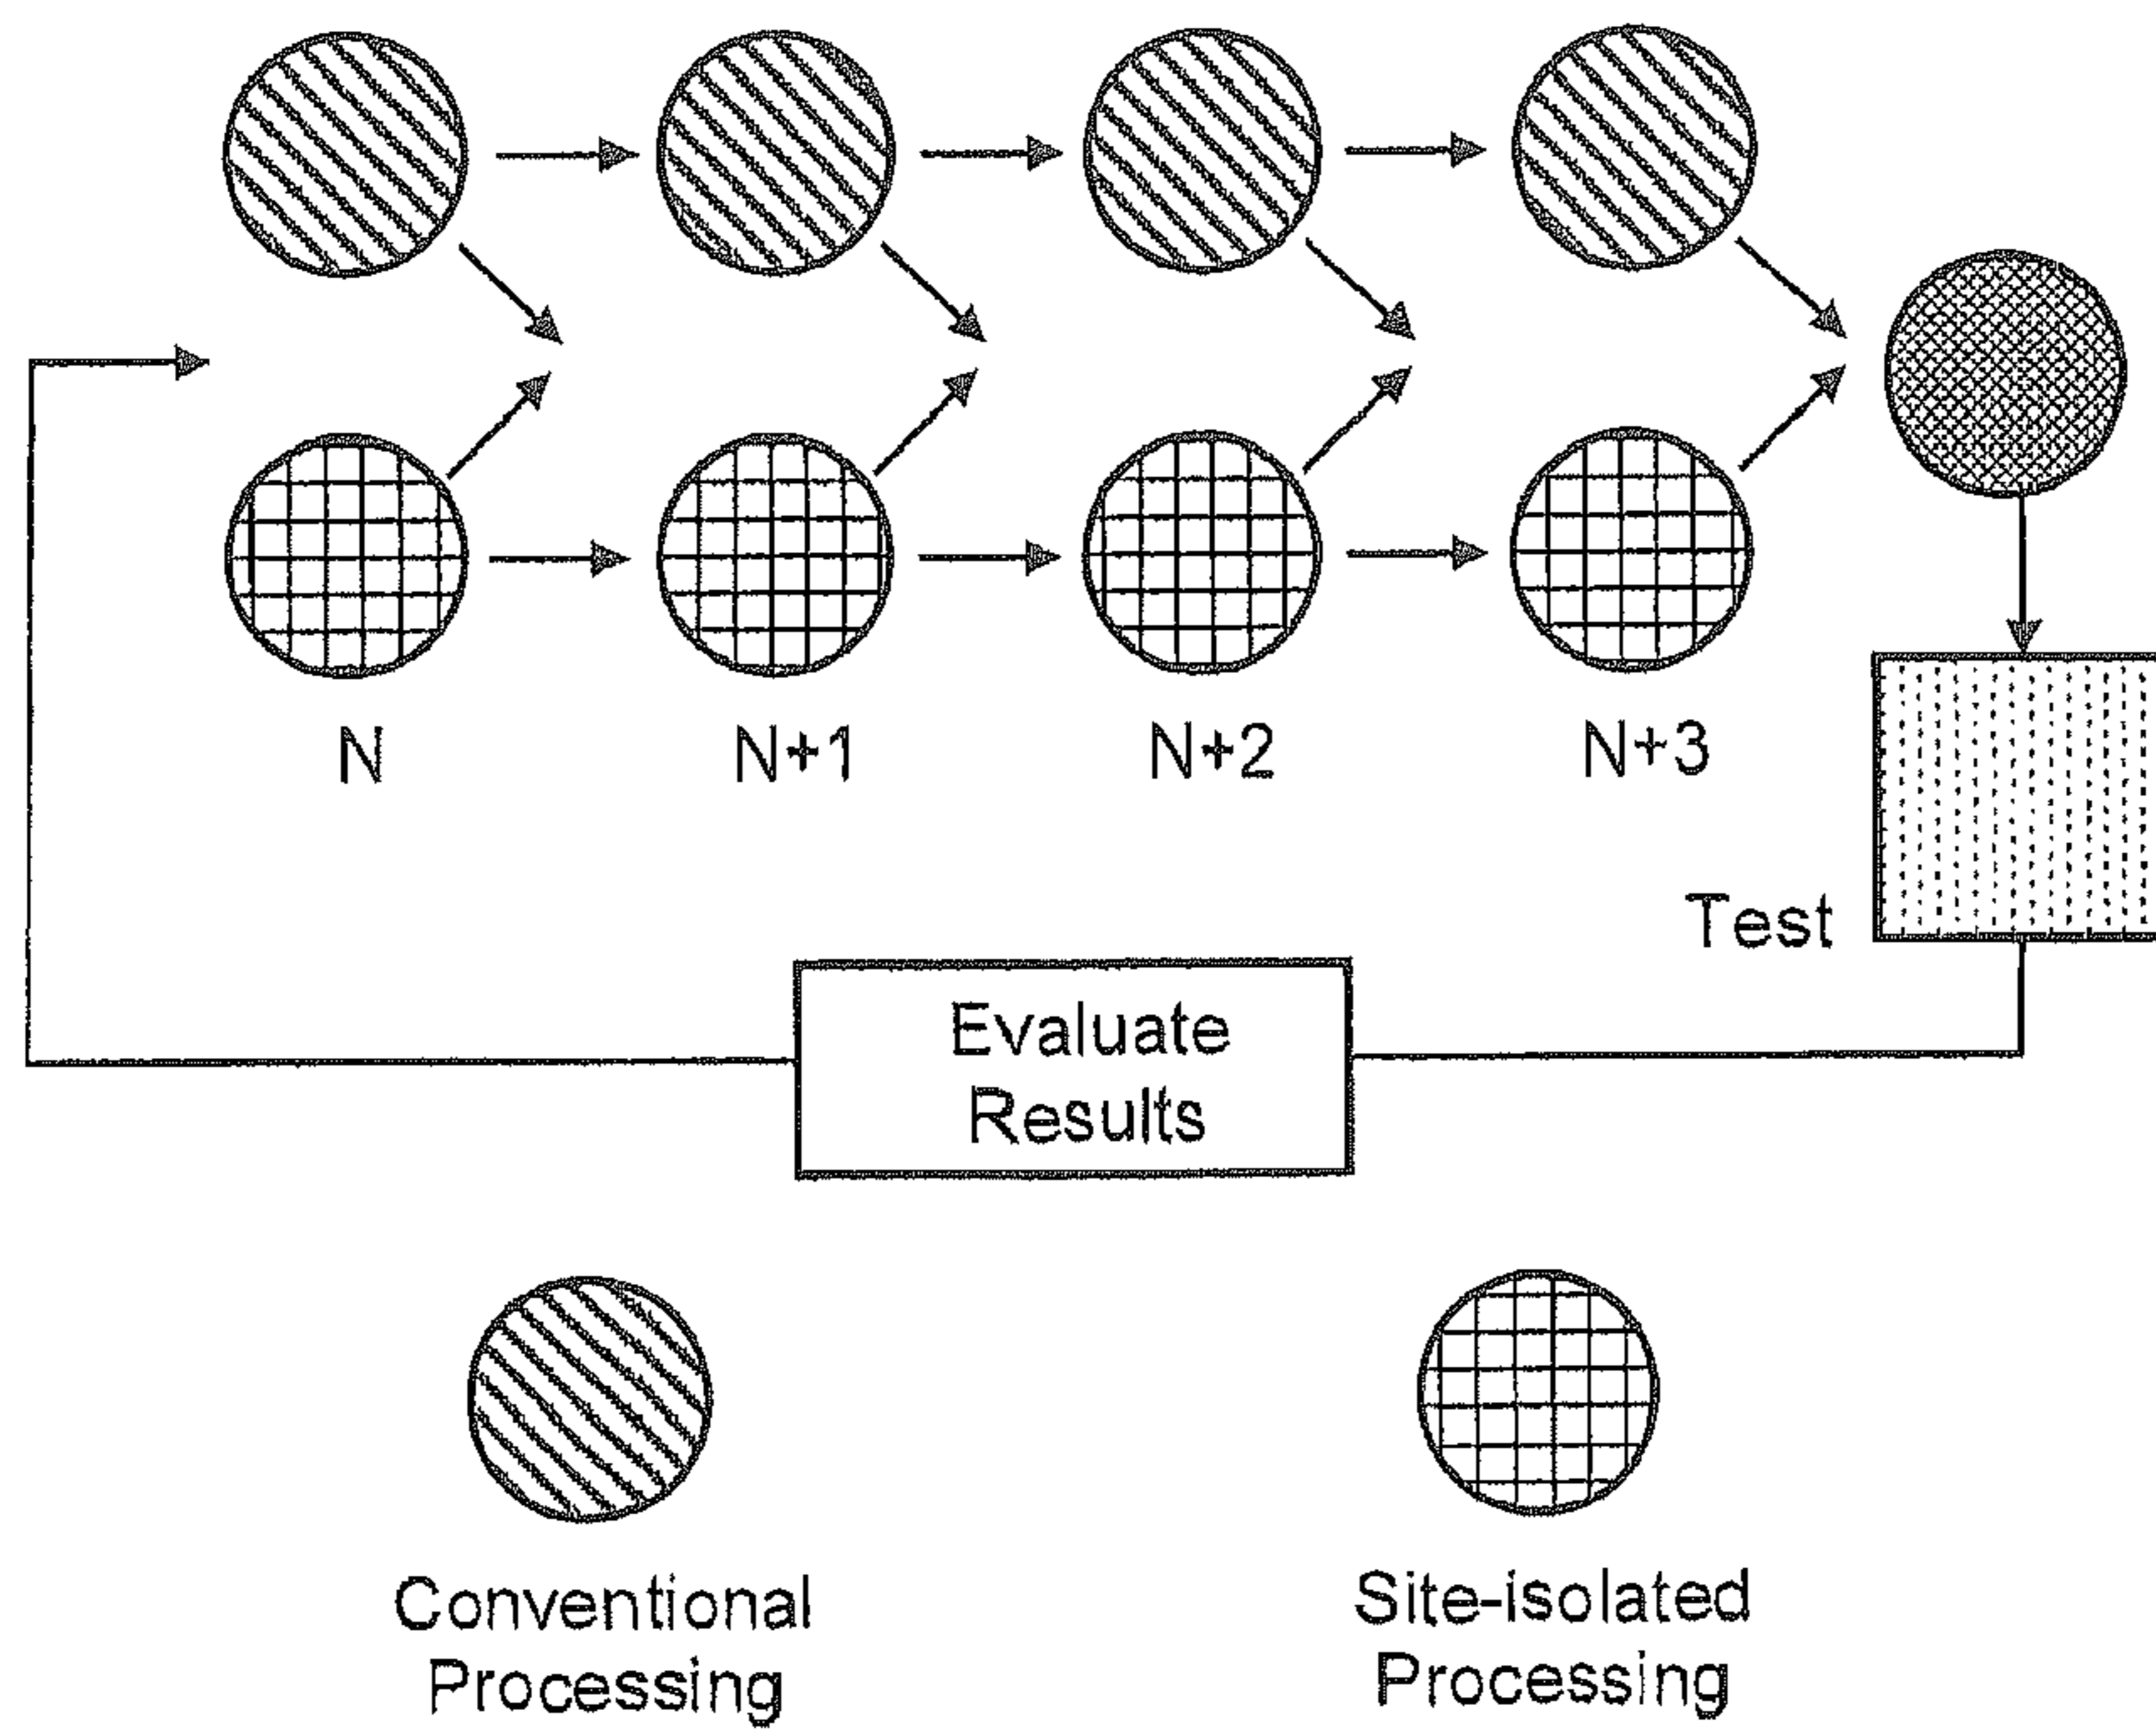 N
N+1
N+2
N+3
Test
Evaluate
Results
Conventional
Processing
Site-isolated
Processing